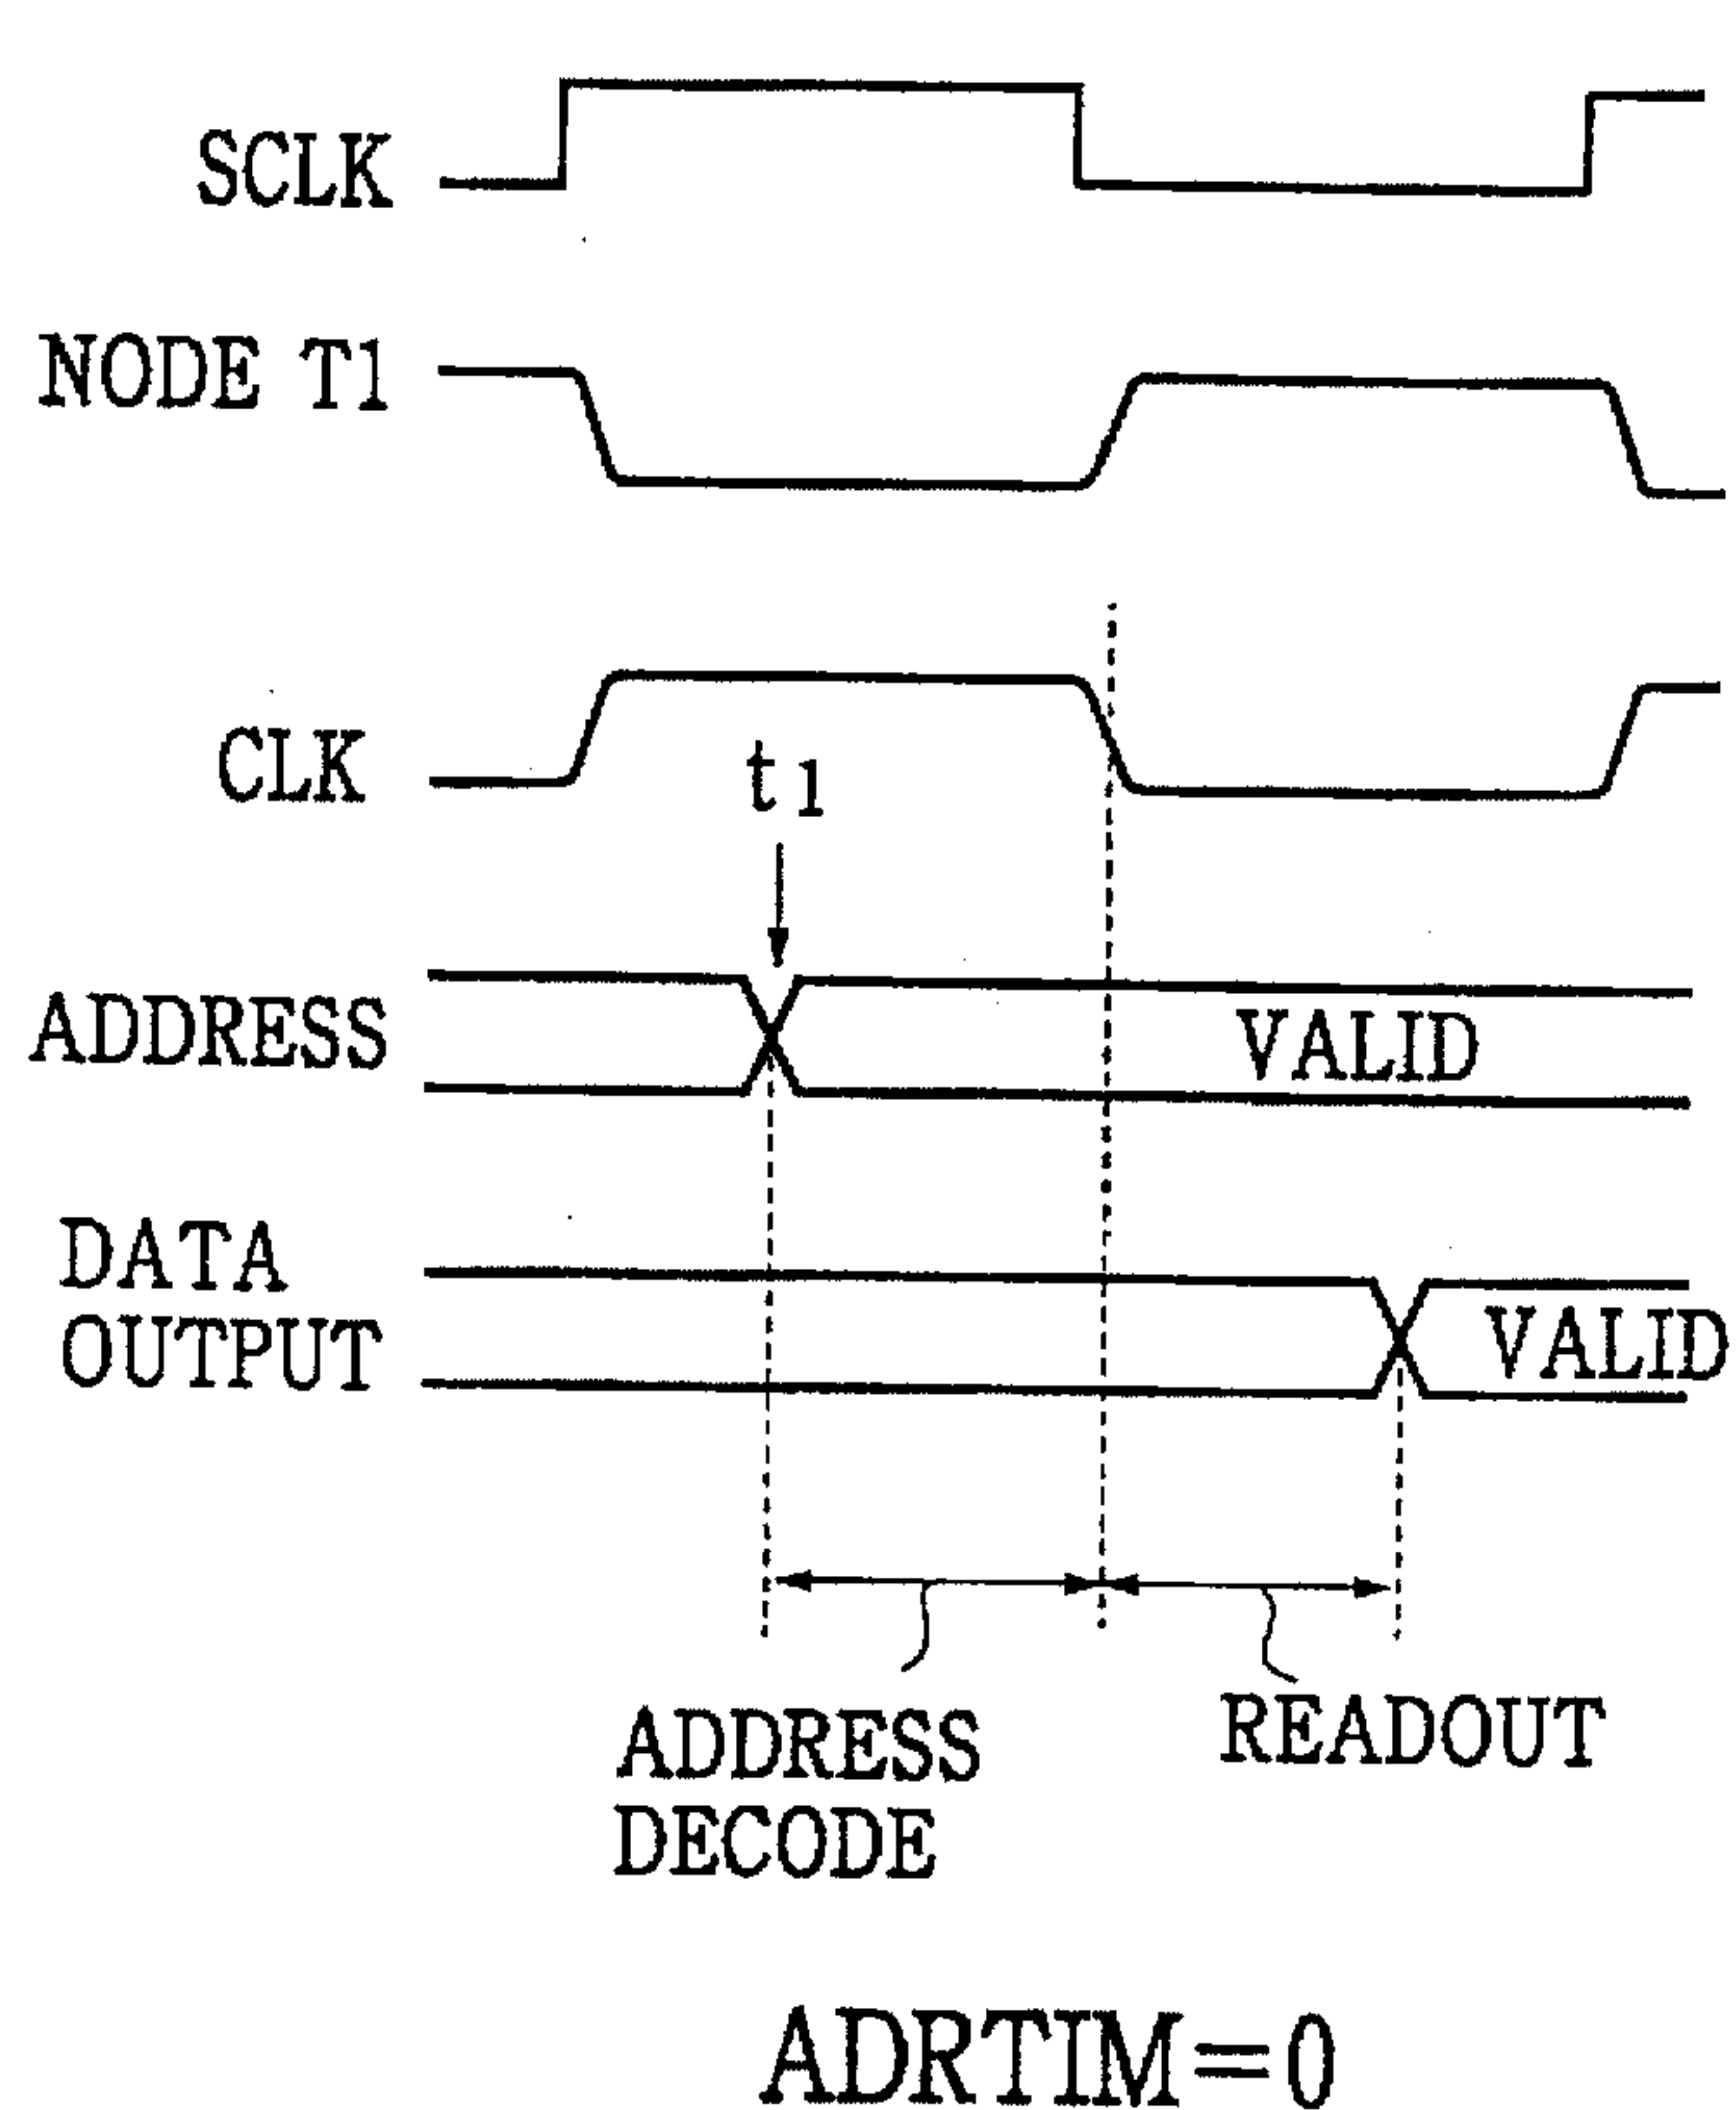 SCLK
NODE T1
CLK
t1
ADDRESS
VALID
DATA
OUTPUT
VALID
ADDRESS
DECODE
READOUT
ADRTIM=0